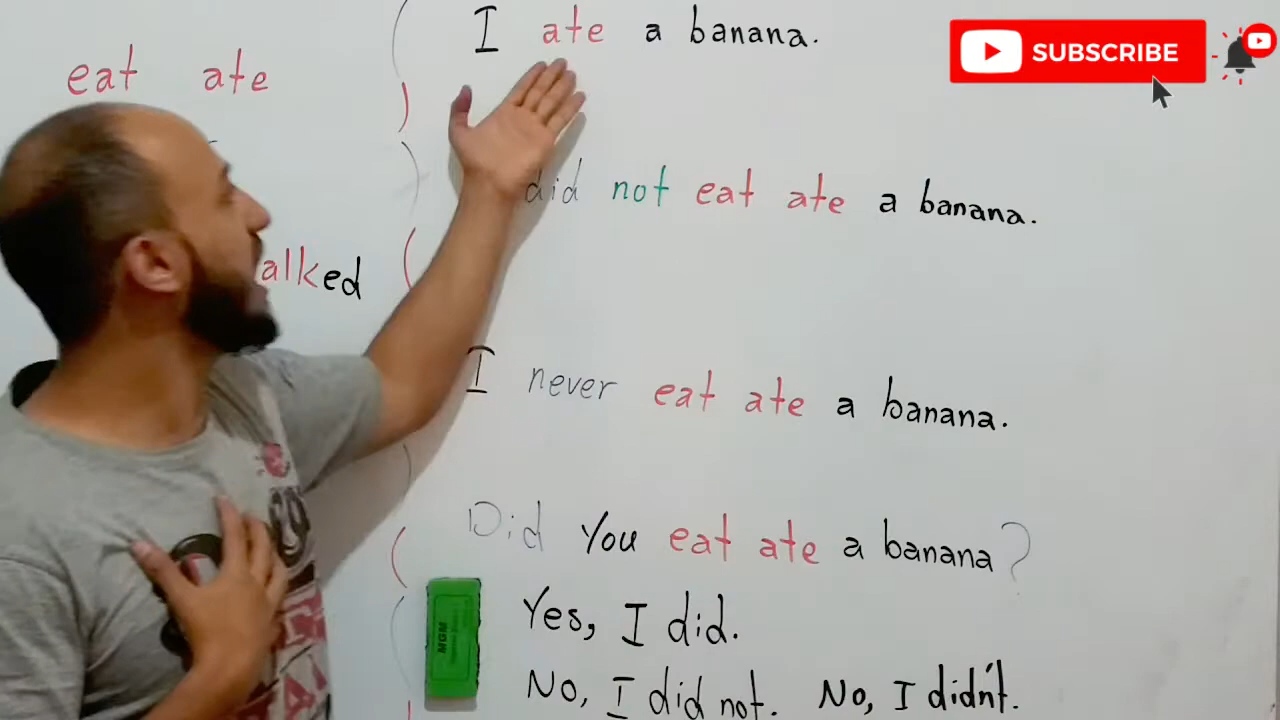 I ate a banana.
SUBSCRIBE
eat ate
did not eat ate a banana.
alked
I never eat ate a banana.
Did You eat ate a banana?
Yes, I did.
MGM
No, I did not. No, I didn't.